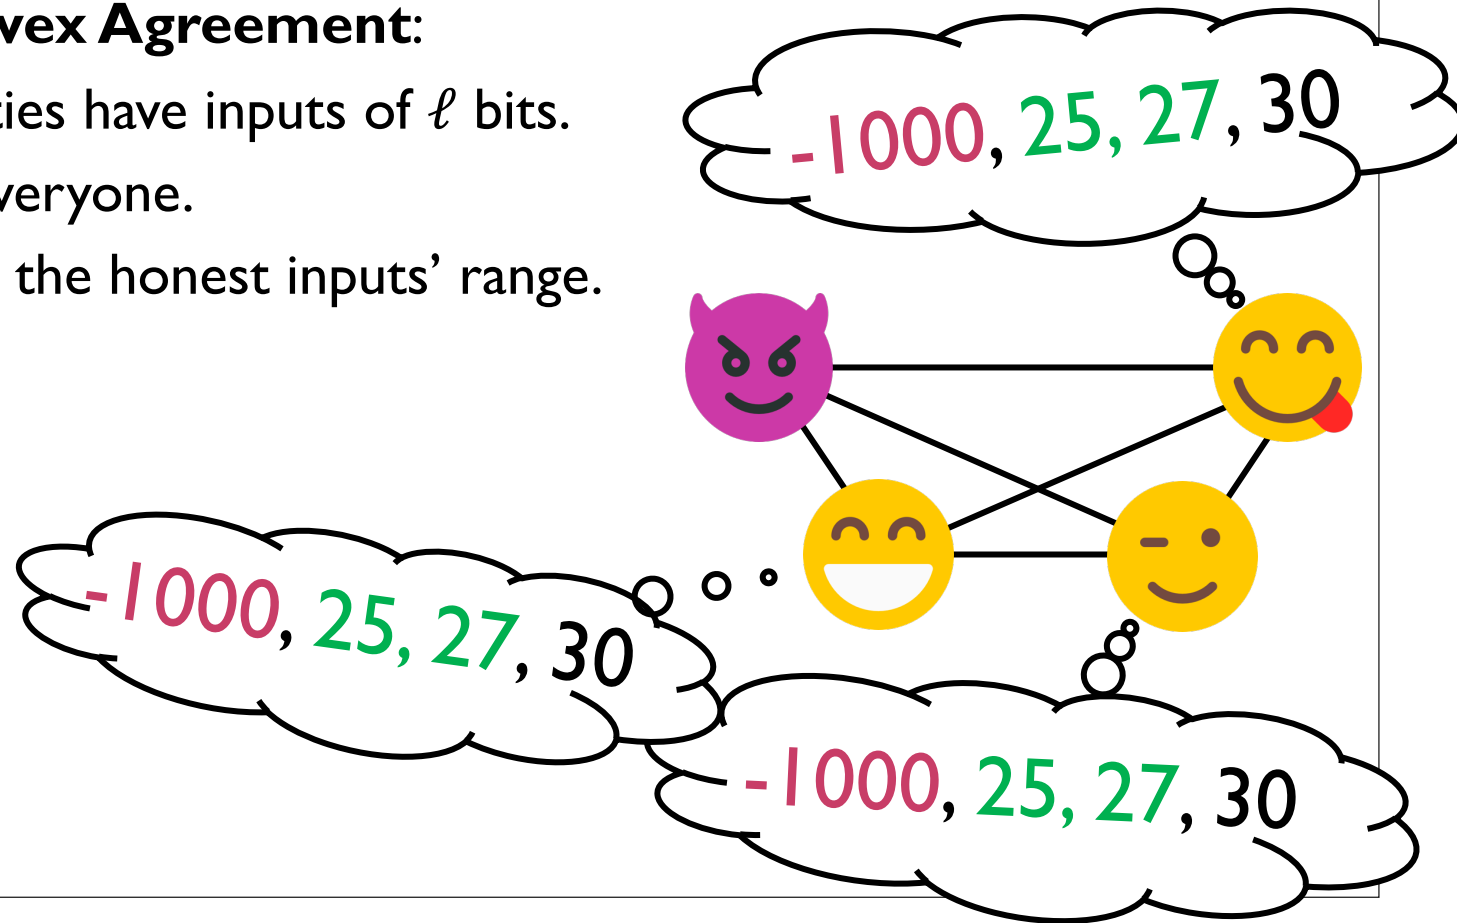 vex Agreement:
ties have inputs of ℓ bits.
veryone.
the honest inputs’ range.
-1000, 25, 27, 30
-1000, 25, 27, 30
-1000, 25, 27, 30